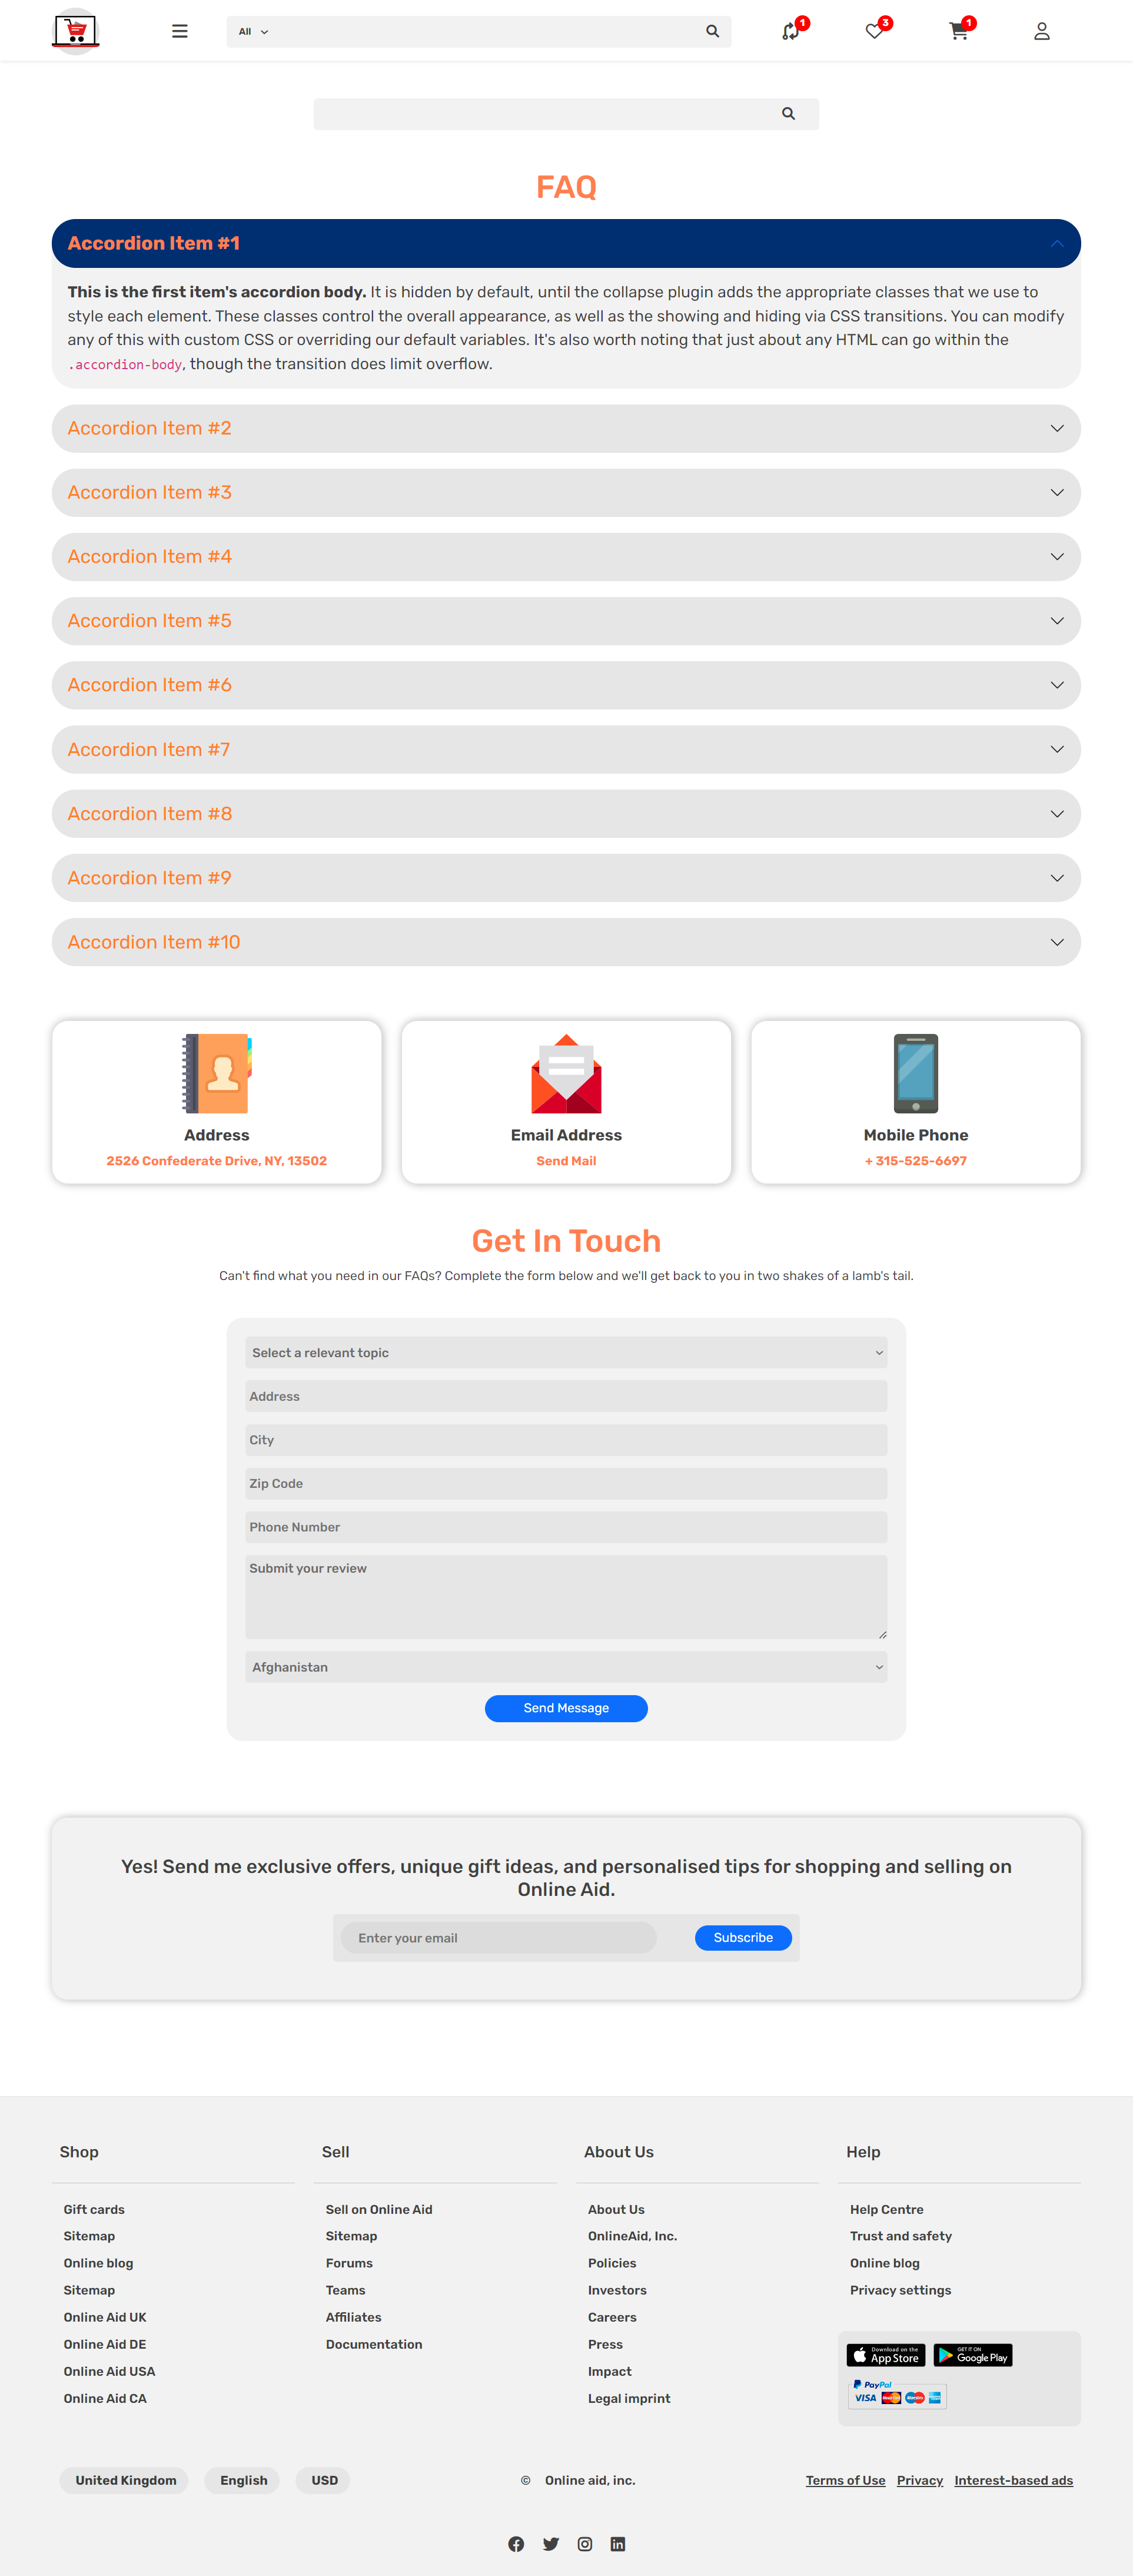 All
1
3
1
FAQ
Accordion Item #1
This is the first item's accordion body. It is hidden by default, until the collapse plugin adds the appropriate classes that we use to
style each element. These classes control the overall appearance, as well as the showing and hiding via CSS transitions. You can modify
any of this with custom CSS or overriding our default variables. It's also worth noting that just about any HTML can go within the
.accordion-body, though the transition does limit overflow.
Accordion Item #2
Accordion Item #3
Accordion Item #4
Accordion Item #5
Accordion Item #6
Accordion Item #7
Accordion Item #8
Accordion Item #9
Accordion Item #10
Address
2526 Confederate Drive, NY, 13502
Email Address
Send Mail
Mobile Phone
+ 315-525-6697
Get In Touch
Can't find what you need in our FAQs? Complete the form below and we'll get back to you in two shakes of a lamb's tail.
Select a relevant topic
Address
City
Zip Code
Phone Number
Submit your review
Afghanistan
Send Message
Yes! Send me exclusive offers, unique gift ideas, and personalised tips for shopping and selling on
Online Aid.
Enter your email
Subscribe
Shop
Gift cards
Sitemap
Online blog
Sitemap
Online Aid UK
Online Aid DE
Online Aid USA
Online Aid CA
Sell
Sell on Online Aid
Sitemap
Forums
Teams
Affiliates
Documentation
About Us
About Us
OnlineAid, Inc.
Policies
Investors
Careers
Press
Impact
Legal imprint
Help
Help Centre
Trust and safety
Online blog
Privacy settings
Download on the
App Store
GET IT ON
Google Play
PayPal
VISA
United Kingdom
English
USD
© Online aid, inc.
Terms of Use
Privacy
Interest-based ads